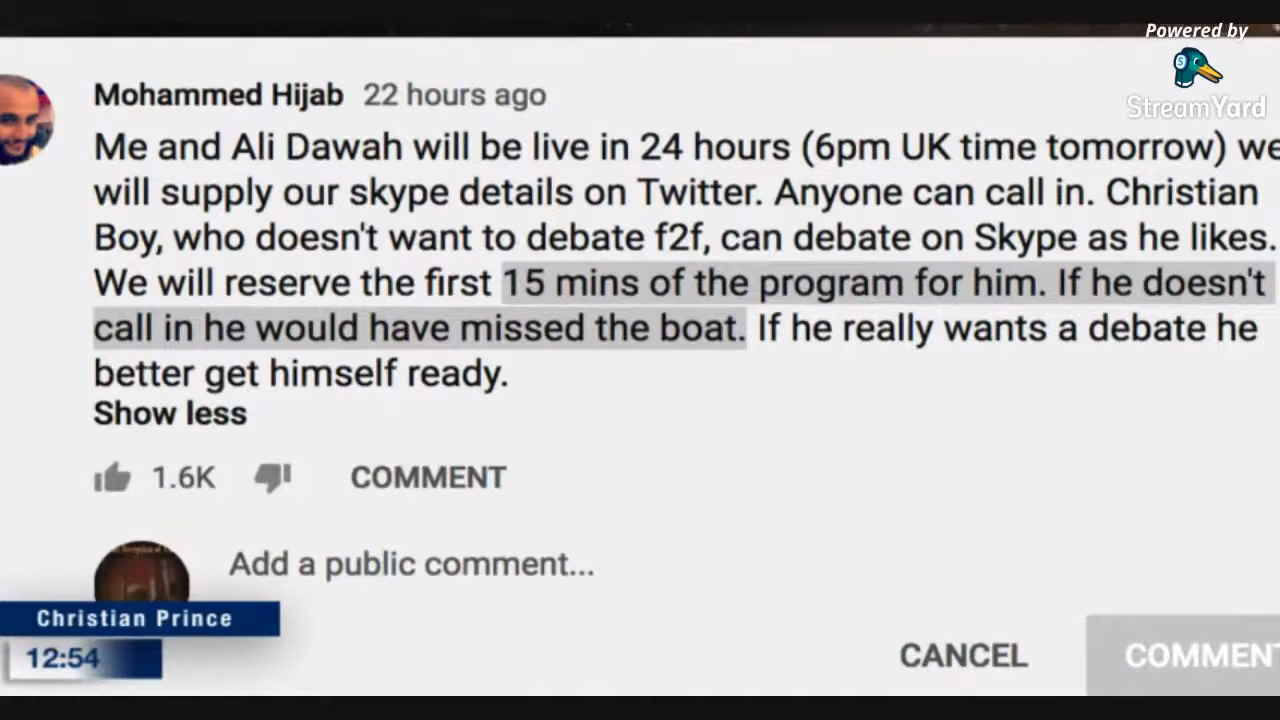 Powered by
StreamYard
Mohammed Hijab 22 hours ago
Me and Ali Dawah will be live in 24 hours (6pm UK time tomorrow) we
will supply our skype details on Twitter. Anyone can call in. Christian
Boy, who doesn't want to debate f2f, can debate on Skype as he likes.
We will reserve the first 15 mins of the program for him. If he doesn't
call in he would have missed the boat. If he really wants a debate he
better get himself ready.
Show less
1.6K COMMENT
Add a public comment...
Christian Prince
12:54
CANCEL COMMENT